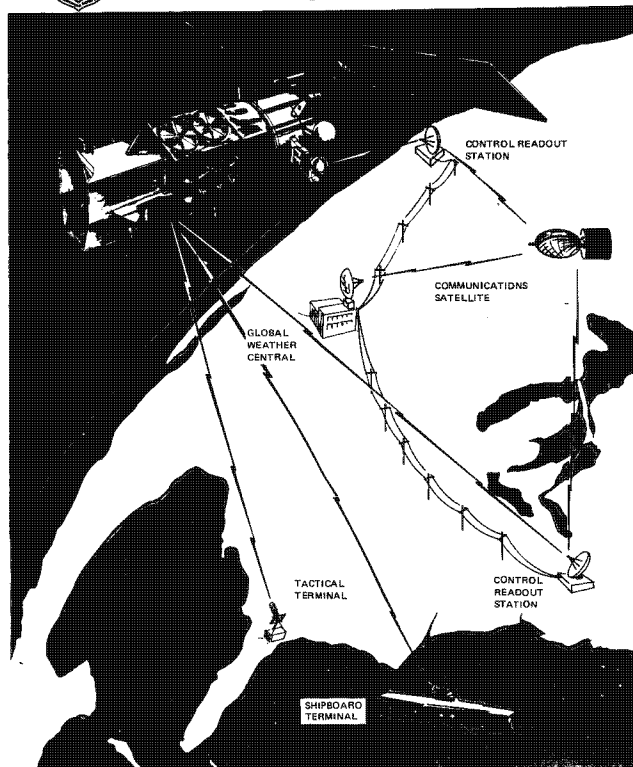 CONTROL READOUT
STATION
COMMUNICATIONS
SATELLITE
GLOBAL
WEATHER
CENTRAL
TACTICAL
TERMINAL
CONTROL
READOUT
STATION
SHIPBOARD
TERMINAL